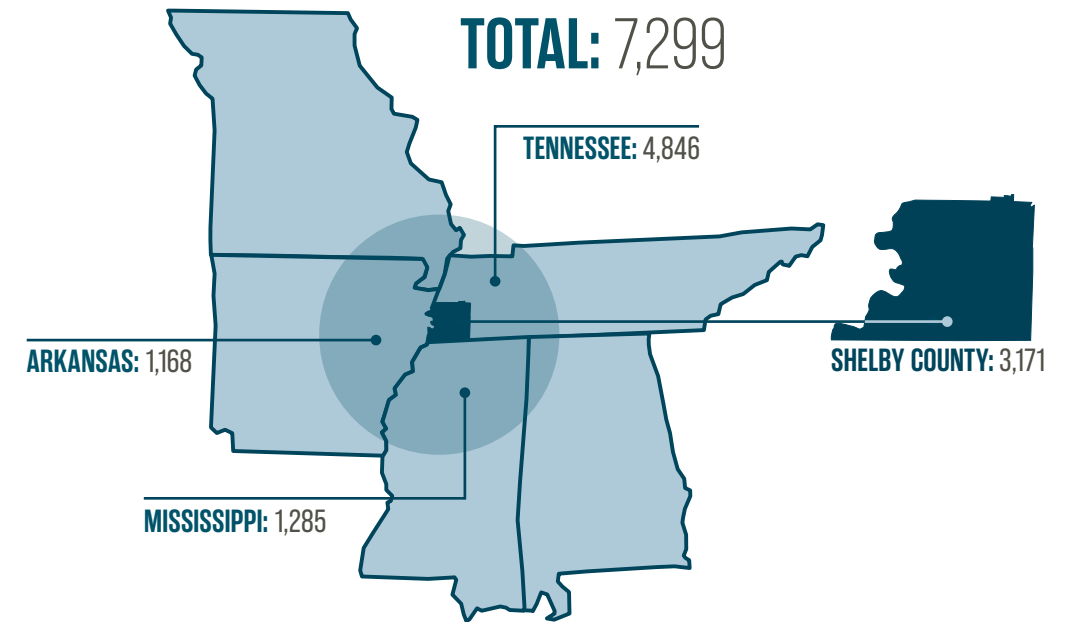 TOTAL: 7,299
TENNESSEE: 4,846
ARKANSAS: 1,168
SHELBY COUNTY: 3,171
MISSISSIPPI: 1,285